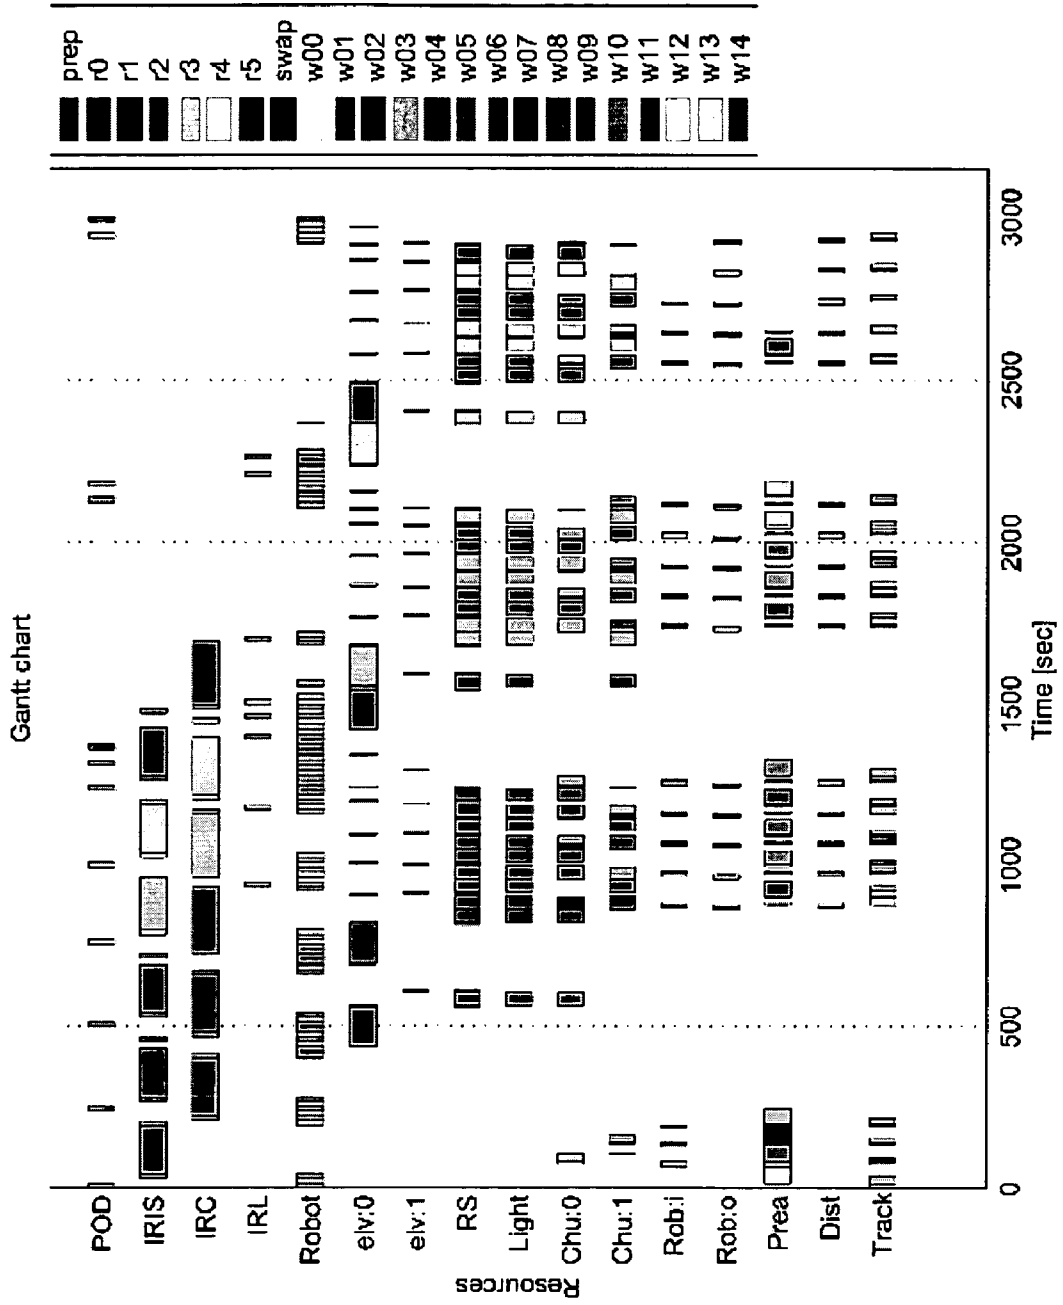 Gantt chart
Resources
POD
IRIS
IRC
IRL
Robot
elv:0
elv:1
RS
Light
Chu:0
Chu:1
Rob:i
Rob:o
Prea
Dist
Track
0
500
1000
1500
2000
2500
3000
Time [sec]
prep
r0
r1
r2
r3
r4
r5
swap
w00
w01
w02
w03
w04
w05
w06
w07
w08
w09
w10
w11
w12
w13
w14